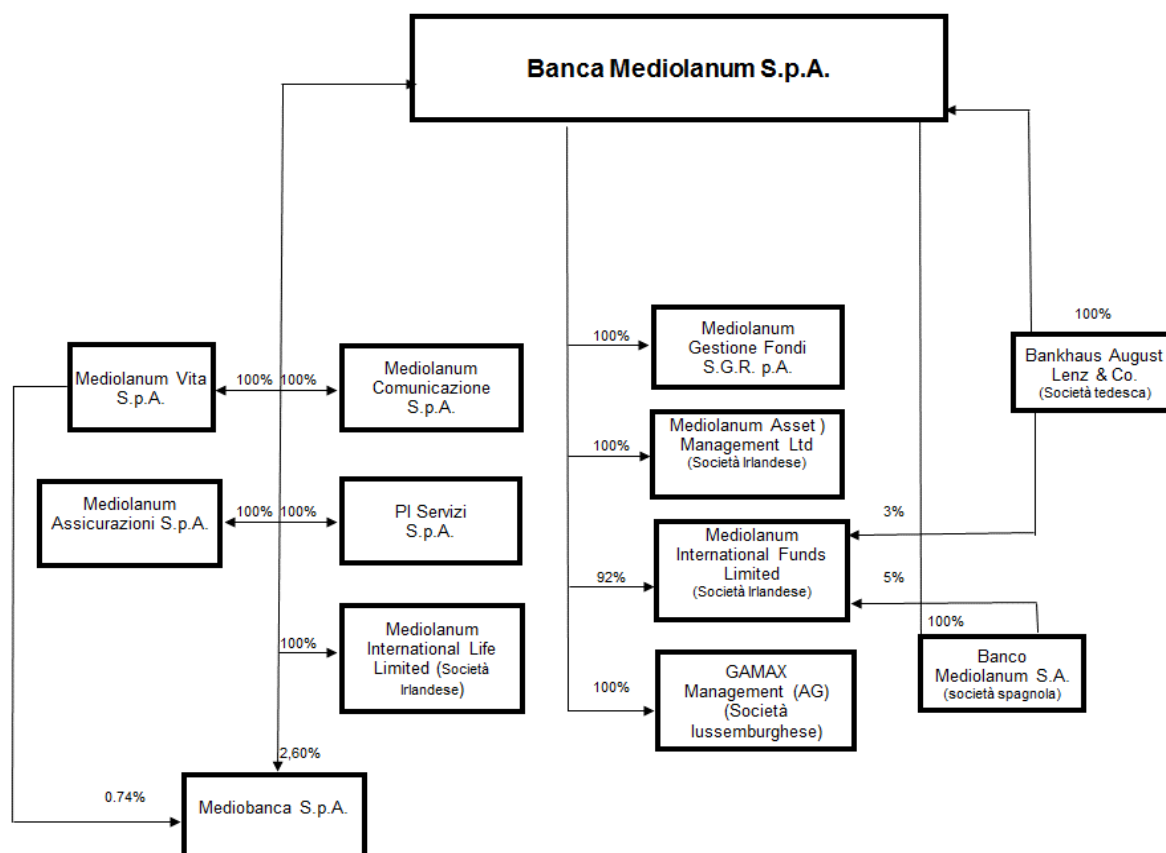 Banca Mediolanum S.p.A.
100%
Mediolanum
Gestione Fondi
S.G.R. p.A.
100%
Bankhaus August
Lenz & Co.
(Società tedesca)
Mediolanum Vita
S.p.A.
100%
100%
Mediolanum
Comunicazione
S.p.A.
100%
Mediolanum Asset )
Management Ltd
(Società Irlandese)
Mediolanum
Assicurazioni S.p.A.
100%
100%
PI Servizi
S.p.A.
92%
Mediolanum
International Funds
Limited
(Società Irlandese)
3%
5%
100%
Mediolanum
International Life
Limited (Società
Irlandese)
100%
GAMAX
Management (AG)
(Società
lussemburghese)
100%
Banco
Mediolanum S.A.
(società spagnola)
2,60%
0.74%
Mediobanca S.p.A.